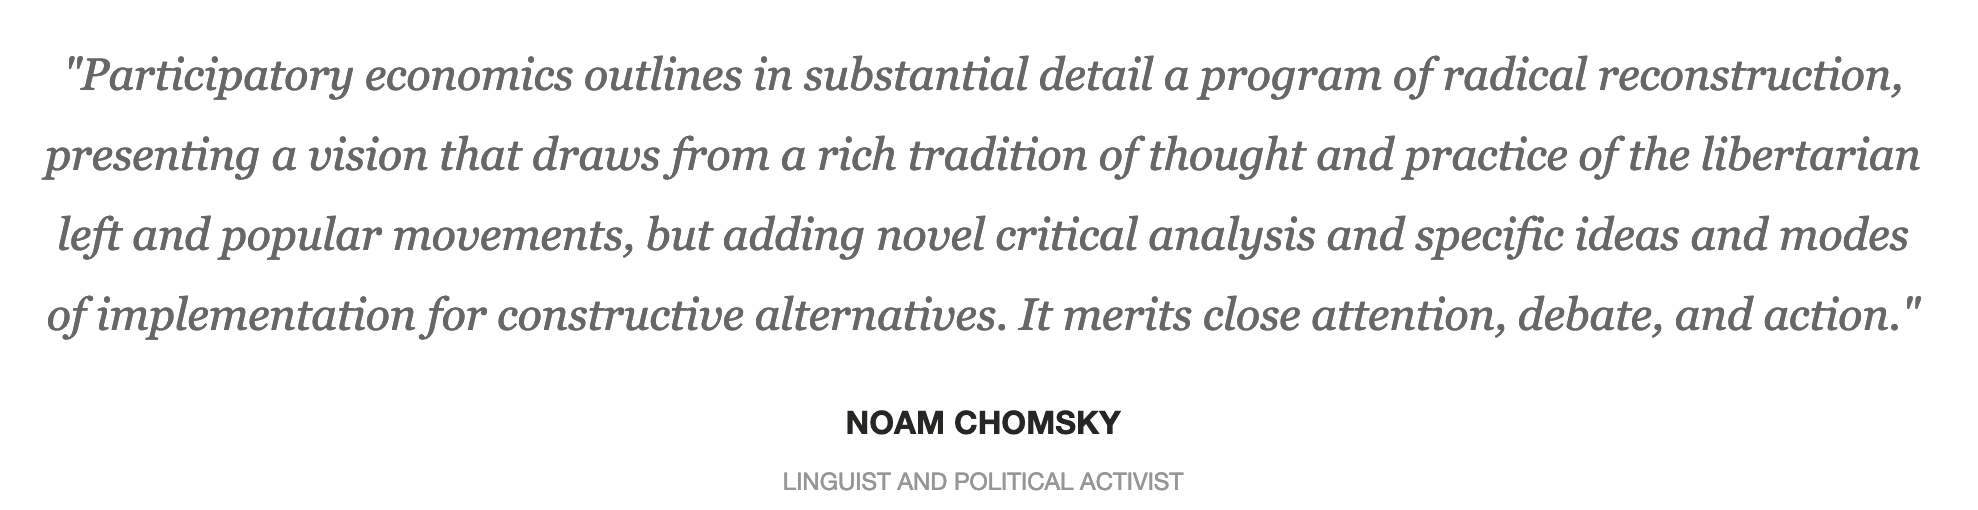 "Participatory economics outlines in substantial detail a program of radical reconstruction,
presenting a vision that draws from a rich tradition of thought and practice of the libertarian
left and popular movements, but adding novel critical analysis and specific ideas and modes
of implementation for constructive alternatives. It merits close attention, debate, and action."
NOAM CHOMSKY
LINGUIST AND POLITICAL ACTIVIST